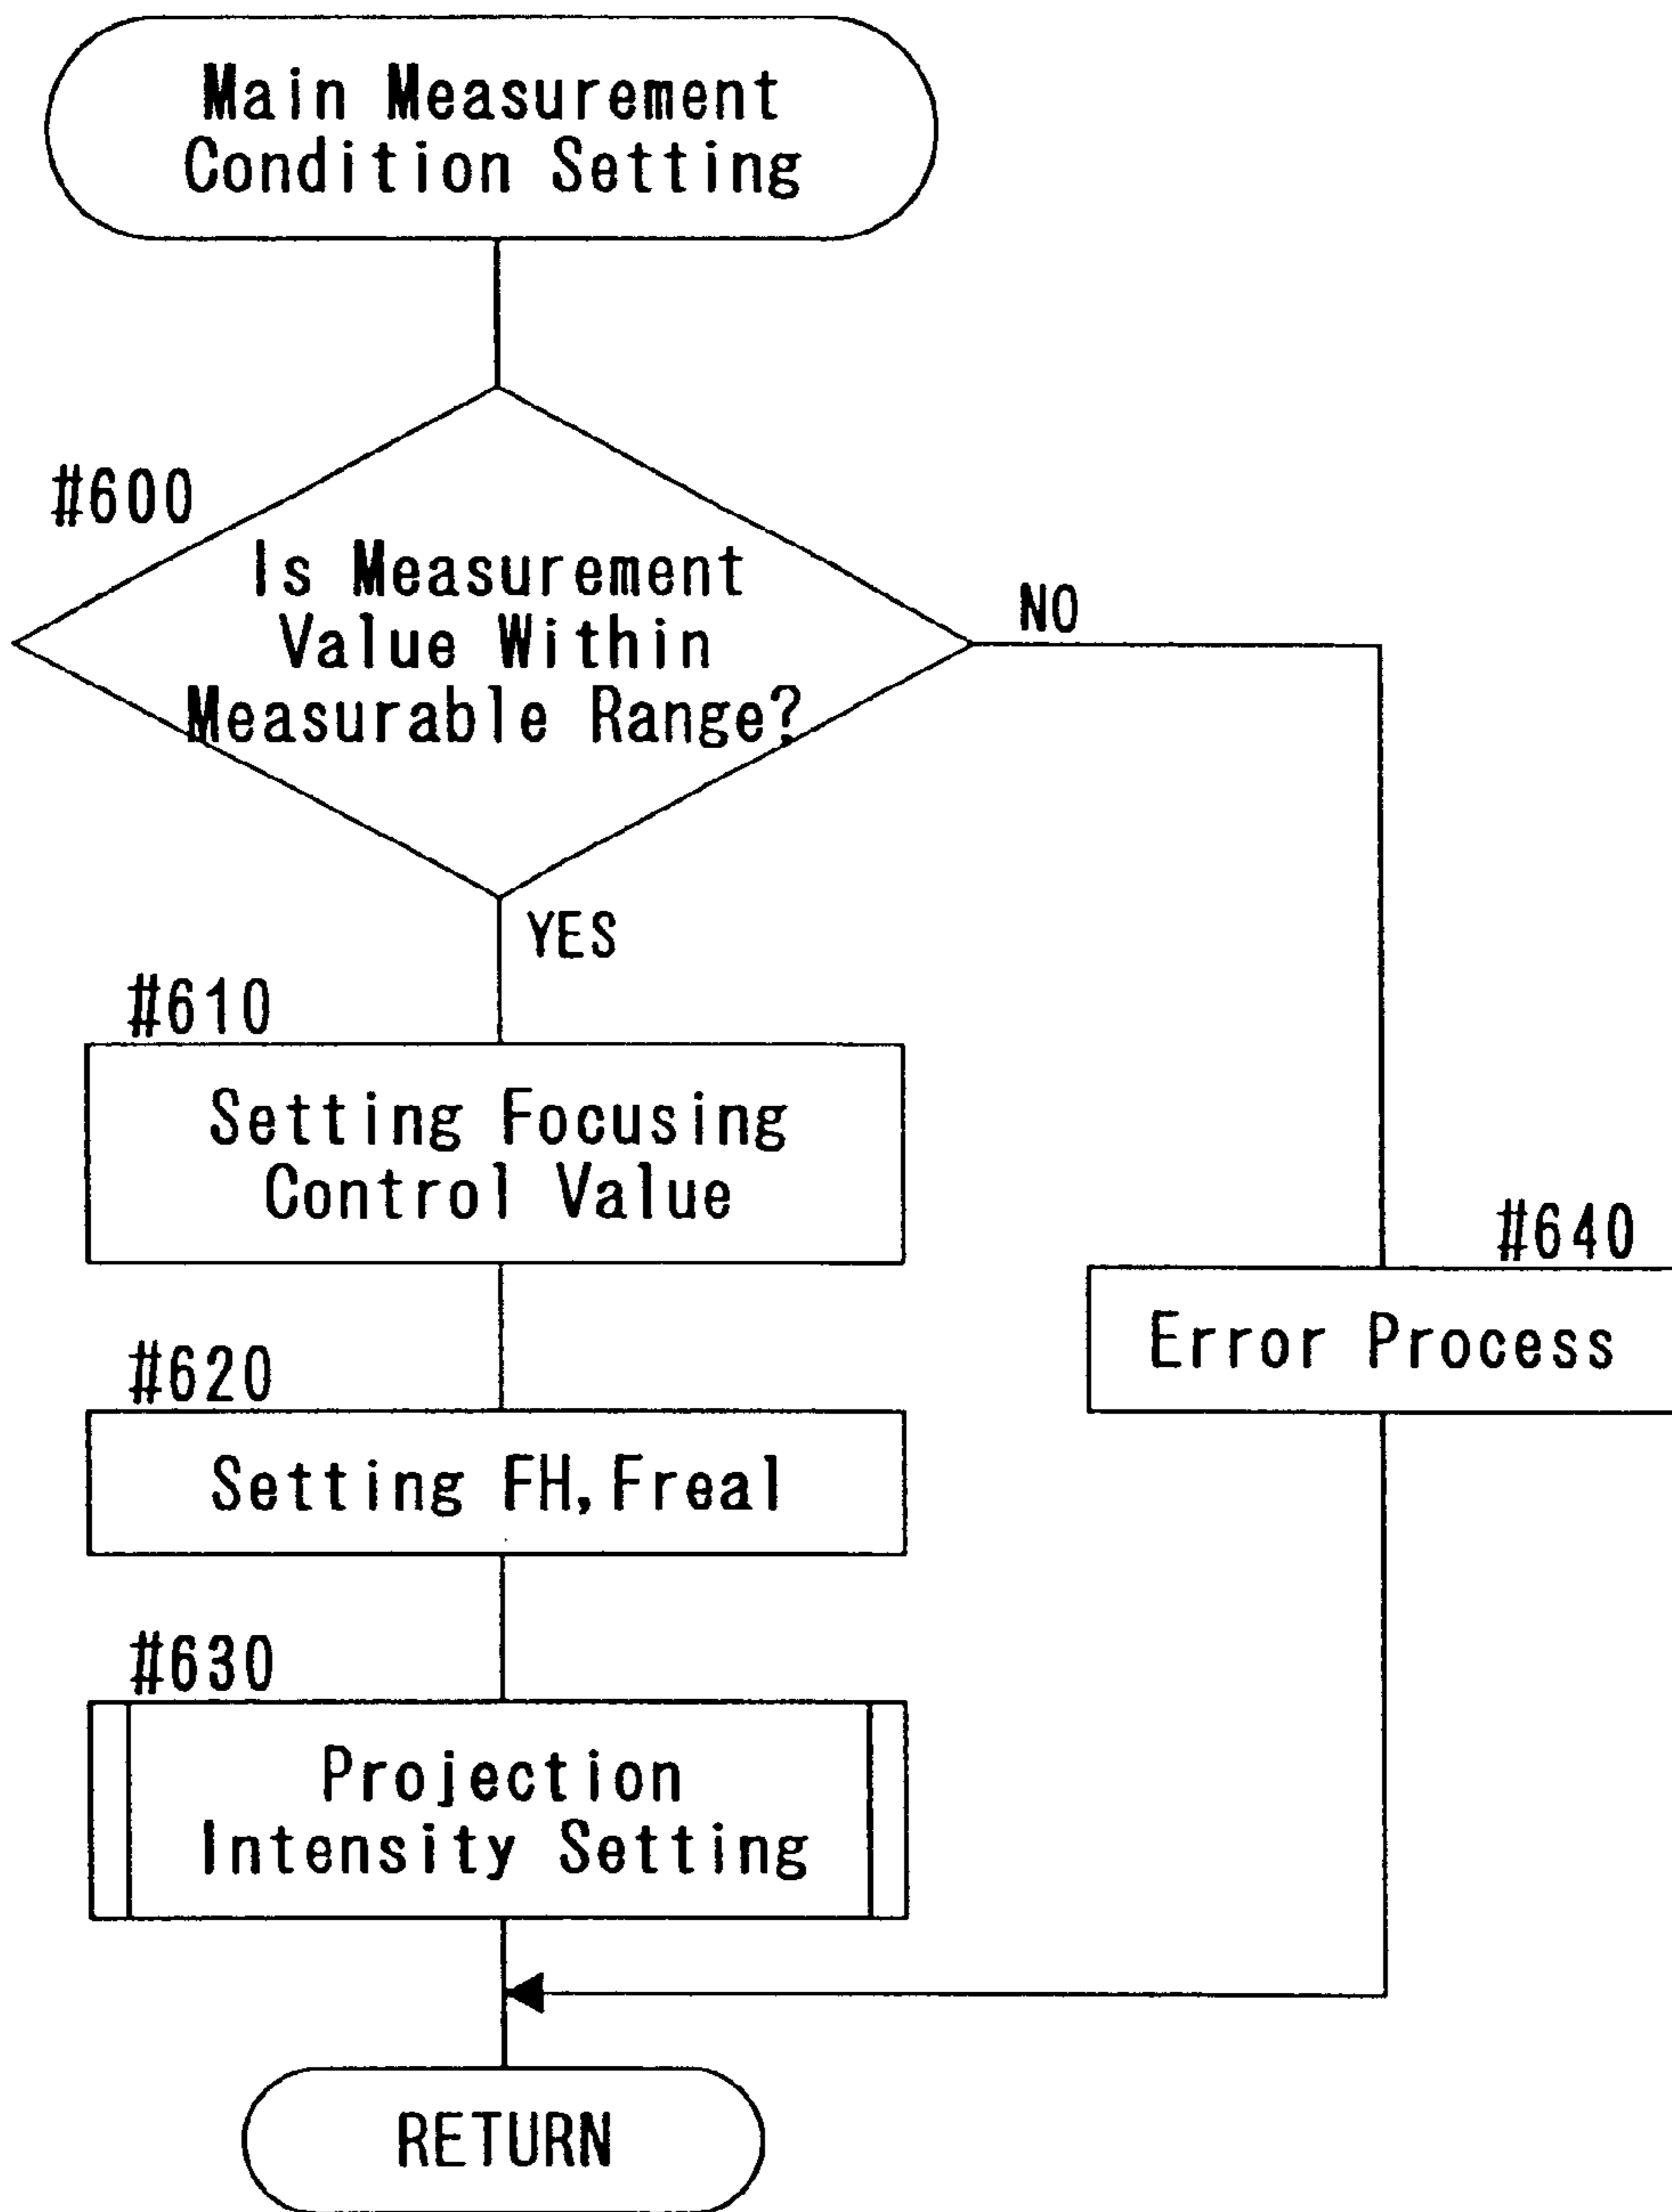 Main Measurement
Condition Setting
#600
Is Measurement
Value Within
Measurable Range?
NO
YES
#610
Setting Focusing
Control Value
#640
Error Process
#620
Setting FH,Freal
#630
Projection
Intensity Setting
RETURN